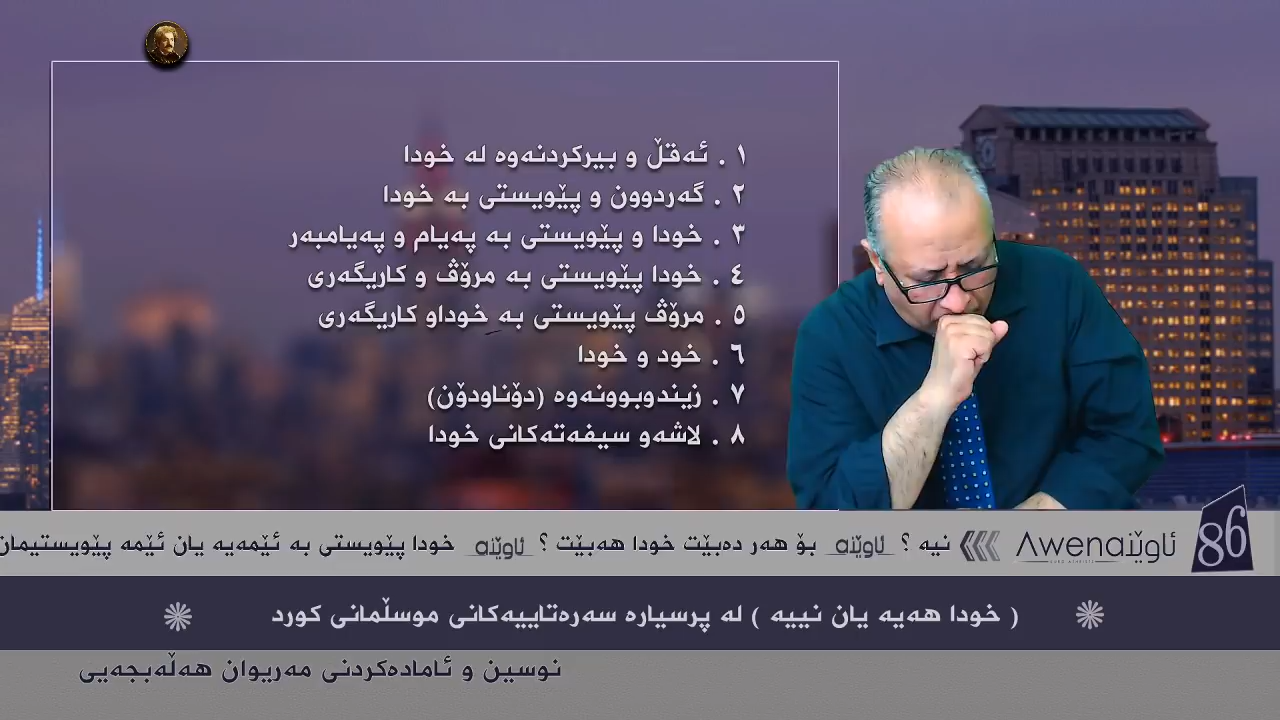 ١ . ئەقڵ و بیرکردنەوە لە خودا
٢ . گەردوون و پێویستی بە خودا
٣ . خودا و پێویستی بە پەیام و پەیامبەر
٤ . خودا پێویستی بە مرۆڤ و کاریگەری
٥ . مرۆڤ پێویستی بە خوداو کاریگەری
٦ . خود و خودا
٧ . زیندوبوونەوە (دۆناودۆن)
٨ . لاشەو سیفەتەکانی خودا
86
ئاوێنە Awena
نیە ؟ ئاوێنە بۆ هەر دەبێت خودا هەبێت ؟ ئاوێنە خودا پێویستی بە ئێمەیە یان ئێمە پێویستیمان
( خودا هەیە یان نییە ) لە پرسیارە سەرەتاییەکانی موسڵمانی کورد
نوسین و ئامادەکردنی مەریوان هەڵەبجەیی